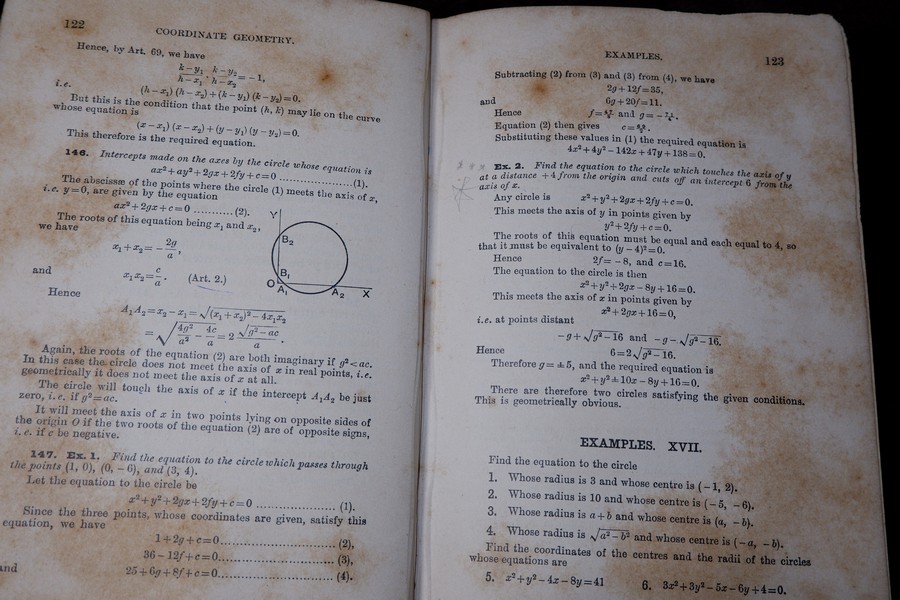 122
COORDINATE GEOMETRY.
Hence, by Art. 69, we have
(k−y₁)/(h−x₁) · (k−y₂)/(h−x₂) = −1,
i.e. (h−x₁)(h−x₂)+(k−y₁)(k−y₂)=0.
But this is the condition that the point (h, k) may lie on the curve
whose equation is
(x−x₁)(x−x₂)+(y−y₁)(y−y₂)=0.
This therefore is the required equation.
146. Intercepts made on the axes by the circle whose equation is
ax²+ay²+2gx+2fy+c=0 ..................(1).
The abscissæ of the points where the circle (1) meets the axis of x,
i.e. y=0, are given by the equation
ax²+2gx+c=0 ...........(2).
The roots of this equation being x₁ and x₂,
we have
x₁+x₂=−2g/a,
and x₁x₂=c/a. (Art. 2.)
Y
B₂
B₁
O A₁ A₂ X
Hence
A₁A₂=x₂−x₁=√(x₁+x₂)²−4x₁x₂
=√(4g²/a²−4c/a)=2 √(g²−ac)/a.
Again, the roots of the equation (2) are both imaginary if g²<ac.
In this case the circle does not meet the axis of x in real points, i.e.
geometrically it does not meet the axis of x at all.
The circle will touch the axis of x if the intercept A₁A₂ be just
zero, i.e. if g²=ac.
It will meet the axis of x in two points lying on opposite sides of
the origin O if the two roots of the equation (2) are of opposite signs,
i.e. if c be negative.
147. Ex. 1. Find the equation to the circle which passes through
the points (1, 0), (0, −6), and (3, 4).
Let the equation to the circle be
x²+y²+2gx+2fy+c=0 ..................(1).
Since the three points, whose coordinates are given, satisfy this
equation, we have
1+2g+c=0..............................(2),
36−12f+c=0..............................(3),
and 25+6g+8f+c=0..............................(4).
EXAMPLES. 123
Subtracting (2) from (3) and (3) from (4), we have
2g+12f=35,
and 6g+20f=11.
Hence
Equation (2) then gives
Substituting these values in (1) the required equation is
4x²+4y²−142x+47y+138=0.
Ex. 2. Find the equation to the circle which touches the axis of y
at a distance +4 from the origin and cuts off an intercept 6 from the
axis of x.
Any circle is x²+y²+2gx+2fy+c=0.
This meets the axis of y in points given by
y²+2fy+c=0.
The roots of this equation must be equal and each equal to 4, so
that it must be equivalent to (y−4)²=0.
Hence 2f=−8, and c=16.
The equation to the circle is then
x²+y²+2gx−8y+16=0.
This meets the axis of x in points given by
x²+2gx+16=0,
i.e. at points distant
−g+√g²−16 and −g−√g²−16.
Hence 6=2√g²−16.
Therefore g=±5, and the required equation is
x²+y²±10x−8y+16=0.
There are therefore two circles satisfying the given conditions.
This is geometrically obvious.
EXAMPLES. XVII.
Find the equation to the circle
1. Whose radius is 3 and whose centre is (−1, 2).
2. Whose radius is 10 and whose centre is (−5, −6).
3. Whose radius is a+b and whose centre is (a, −b).
4. Whose radius is √a²−b² and whose centre is (−a, −b).
Find the coordinates of the centres and the radii of the circles
whose equations are
5. x²+y²−4x−8y=41 6. 3x²+3y²−5x−6y+4=0.